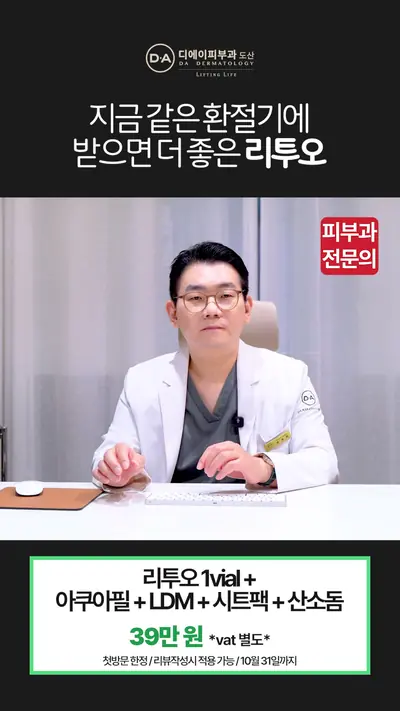 D·A
디에이피부과 도산
DA DERMATOLOGY
LIFTING LIFE
지금 같은 환절기에
받으면 더 좋은 리투오
피부과
전문의
DA
리투오 1vial +
아쿠아필 + LDM + 시트팩 + 산소돔
39만 원 *vat 별도*
첫방문 한정 / 리뷰작성시 적용 가능 / 10월 31일까지